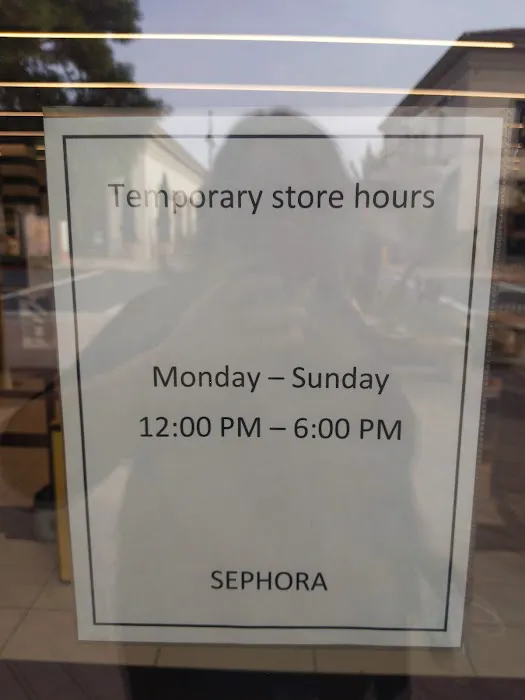 Temporary store hours
Monday – Sunday
12:00 PM – 6:00 PM
SEPHORA